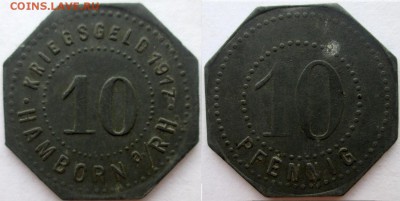 COINS.LAVE.RU
KRIEGSGELD 1917
10
HAMBORN a/RH.
10
PFENNIG